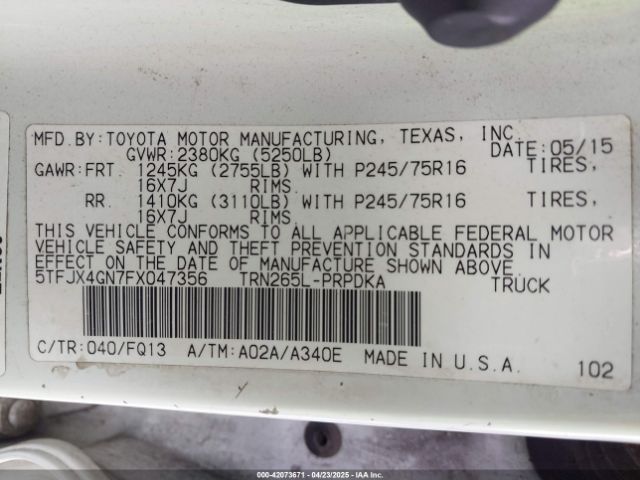 MFD.BY:TOYOTA MOTOR MANUFACTURING, TEXAS, INC.
GVWR:2380KG (5250LB) DATE:05/15
GAWR:FRT. 1245KG (2755LB) WITH P245/75R16 TIRES,
16X7J RIMS.
RR. 1410KG (3110LB) WITH P245/75R16 TIRES,
16X7J RIMS.
THIS VEHICLE CONFORMS TO ALL APPLICABLE FEDERAL MOTOR
VEHICLE SAFETY AND THEFT PREVENTION STANDARDS IN
EFFECT ON THE DATE OF MANUFACTURE SHOWN ABOVE.
5TFJX4GN7FX047356 TRN265L-PRPDKA TRUCK
C/TR:040/FQ13 A/TM:A02A/A340E MADE IN U.S.A. 102
000-42073671 - 04/23/2025 - IAAI